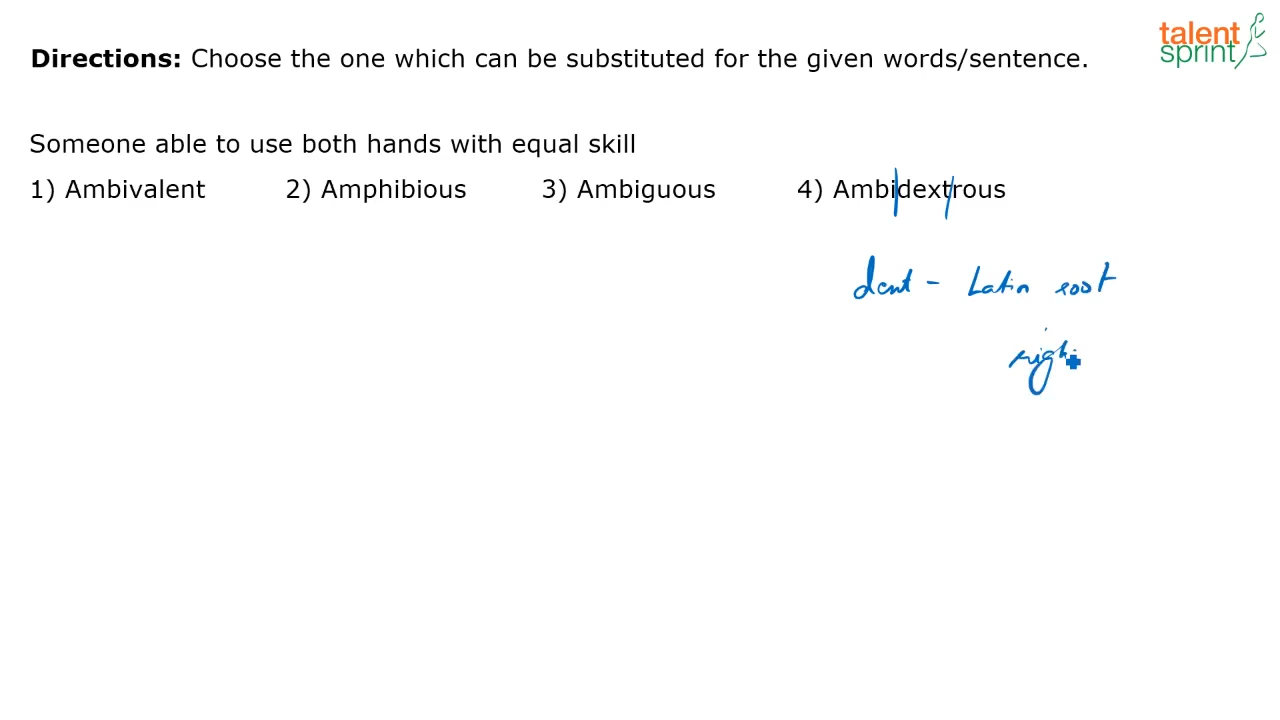 talent
sprint
Directions: Choose the one which can be substituted for the given words/sentence.
Someone able to use both hands with equal skill
1) Ambivalent 2) Amphibious 3) Ambiguous 4) Ambidextrous
dext - Latin root